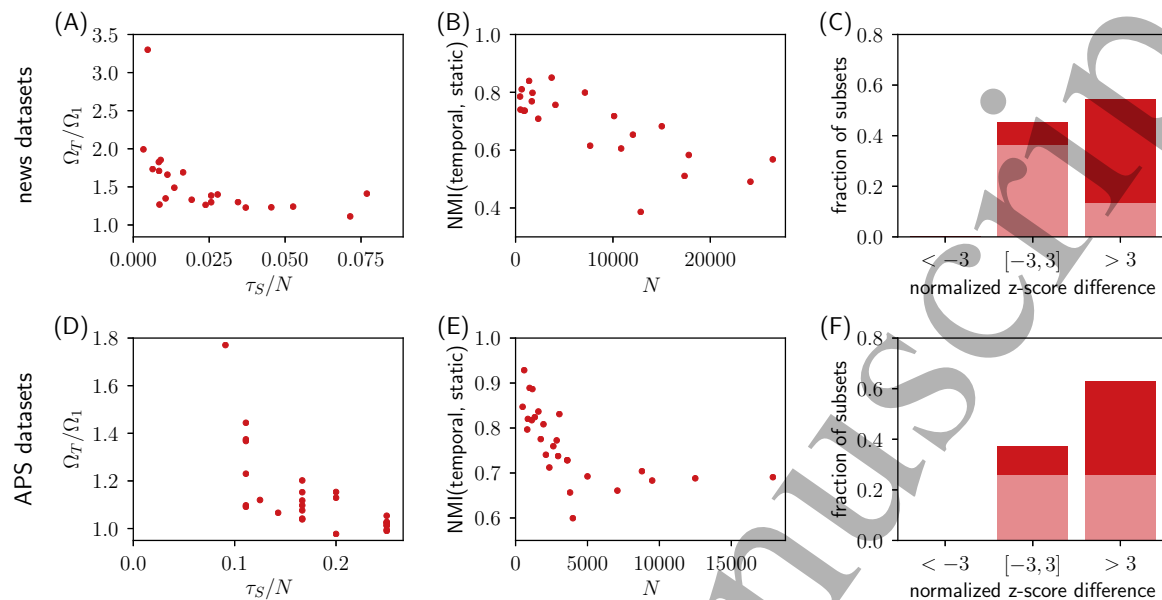 (A)
news datasets
Ω_T/Ω_1
3.5
3.0
2.5
2.0
1.5
1.0
0.000 0.025 0.050 0.075
τ_S/N
(B)
NMI(temporal, static)
1.0
0.8
0.6
0.4
0 10000 20000
N
(C)
fraction of subsets
0.8
0.6
0.4
0.2
0.0
< −3 [−3, 3] > 3
normalized z-score difference
(D)
APS datasets
Ω_T/Ω_1
1.8
1.6
1.4
1.2
1.0
0.0 0.1 0.2
τ_S/N
(E)
NMI(temporal, static)
1.0
0.9
0.8
0.7
0.6
0 5000 10000 15000
N
(F)
fraction of subsets
0.8
0.6
0.4
0.2
0.0
< −3 [−3, 3] > 3
normalized z-score difference
nuscrip